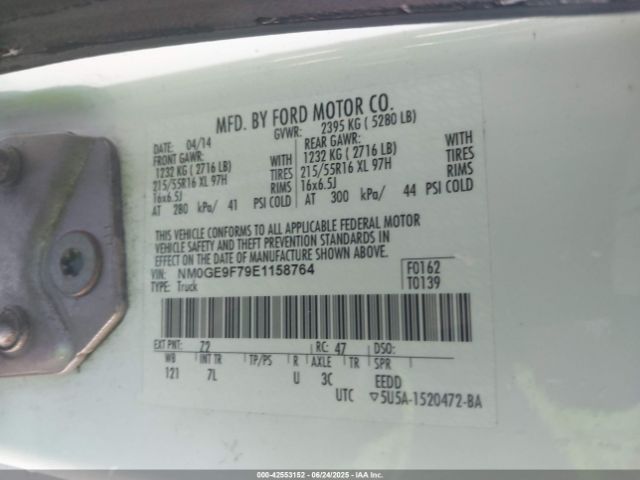 MFD. BY FORD MOTOR CO.
DATE: 04/14 GVWR: 2395 KG ( 5280 LB)
FRONT GAWR: REAR GAWR:
1232 KG ( 2716 LB) WITH 1232 KG ( 2716 LB) WITH
215/55R16 XL 97H TIRES 215/55R16 XL 97H TIRES
16x6.5J RIMS 16x6.5J RIMS
AT 280 kPa/ 41 PSI COLD AT 300 kPa/ 44 PSI COLD
THIS VEHICLE CONFORMS TO ALL APPLICABLE FEDERAL MOTOR
VEHICLE SAFETY AND THEFT PREVENTION STANDARDS IN
EFFECT ON THE DATE OF MANUFACTURE SHOWN ABOVE.
VIN: NM0GE9F79E1158764 F0162
TYPE: Truck T0139
EXT PNT: Z2 RC: 47 DSO:
WB INT TR TP/PS R AXLE TR SPR
121 7L U 3C EEDD
UTC ▽5U5A-1520472-BA
000-42553152 | 06/24/2025 - IAA Inc.